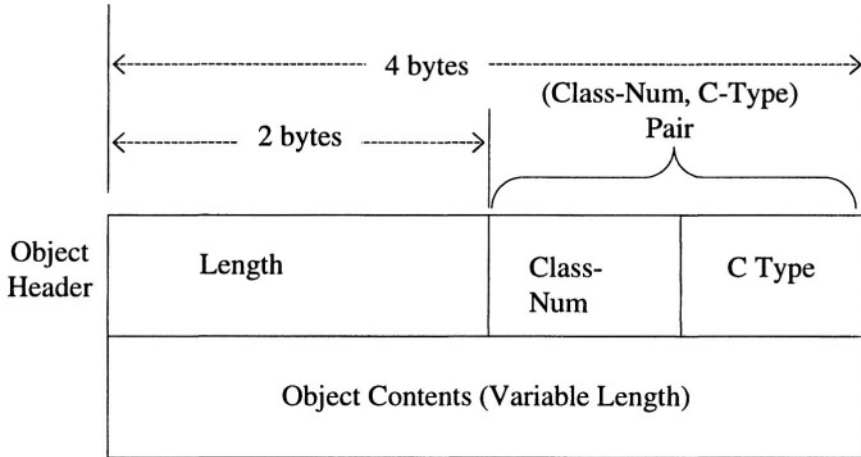 4 bytes
(Class-Num, C-Type)
Pair
2 bytes
Object
Header
Length
Class-
Num
C Type
Object Contents (Variable Length)